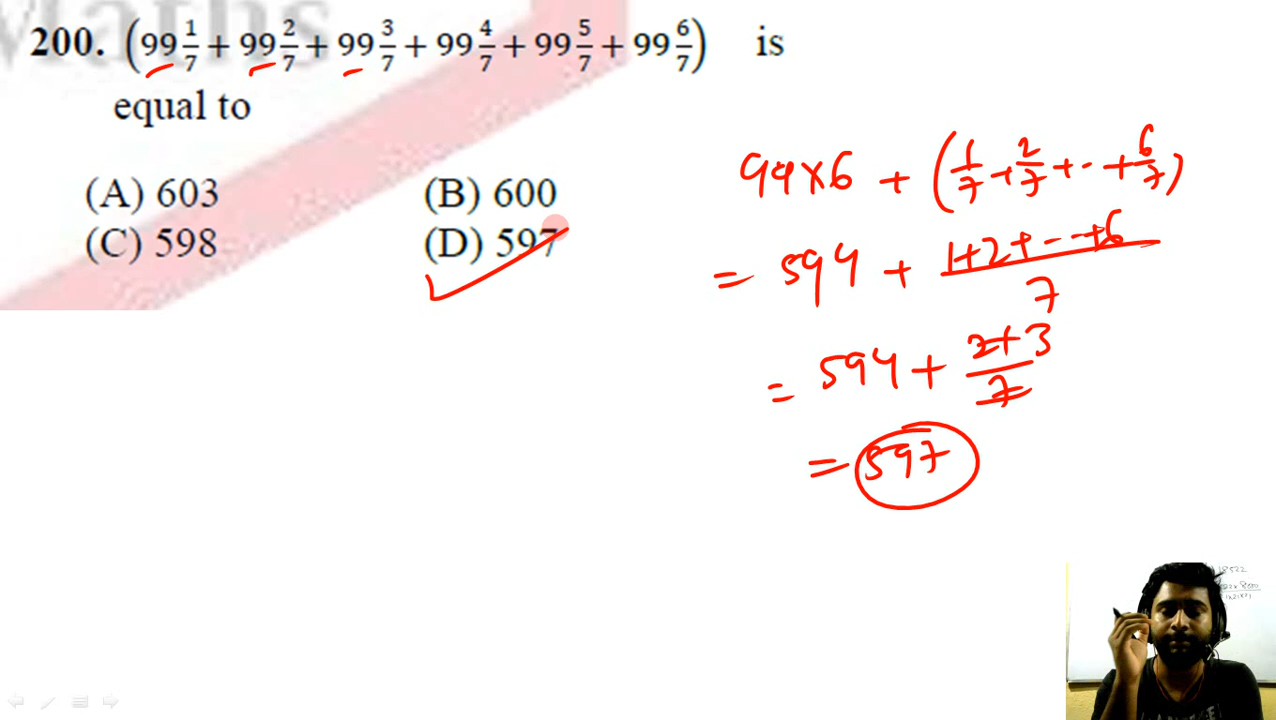 200. (99 1/7 + 99 2/7 + 99 3/7 + 99 4/7 + 99 5/7 + 99 6/7) is
equal to
(A) 603 (B) 600
(C) 598 (D) 597
99×6 + (1/7 + 2/7 + -- + 6/7)
= 594 + 1+2+--+6/7
= 594 + 2+3/7
= 597